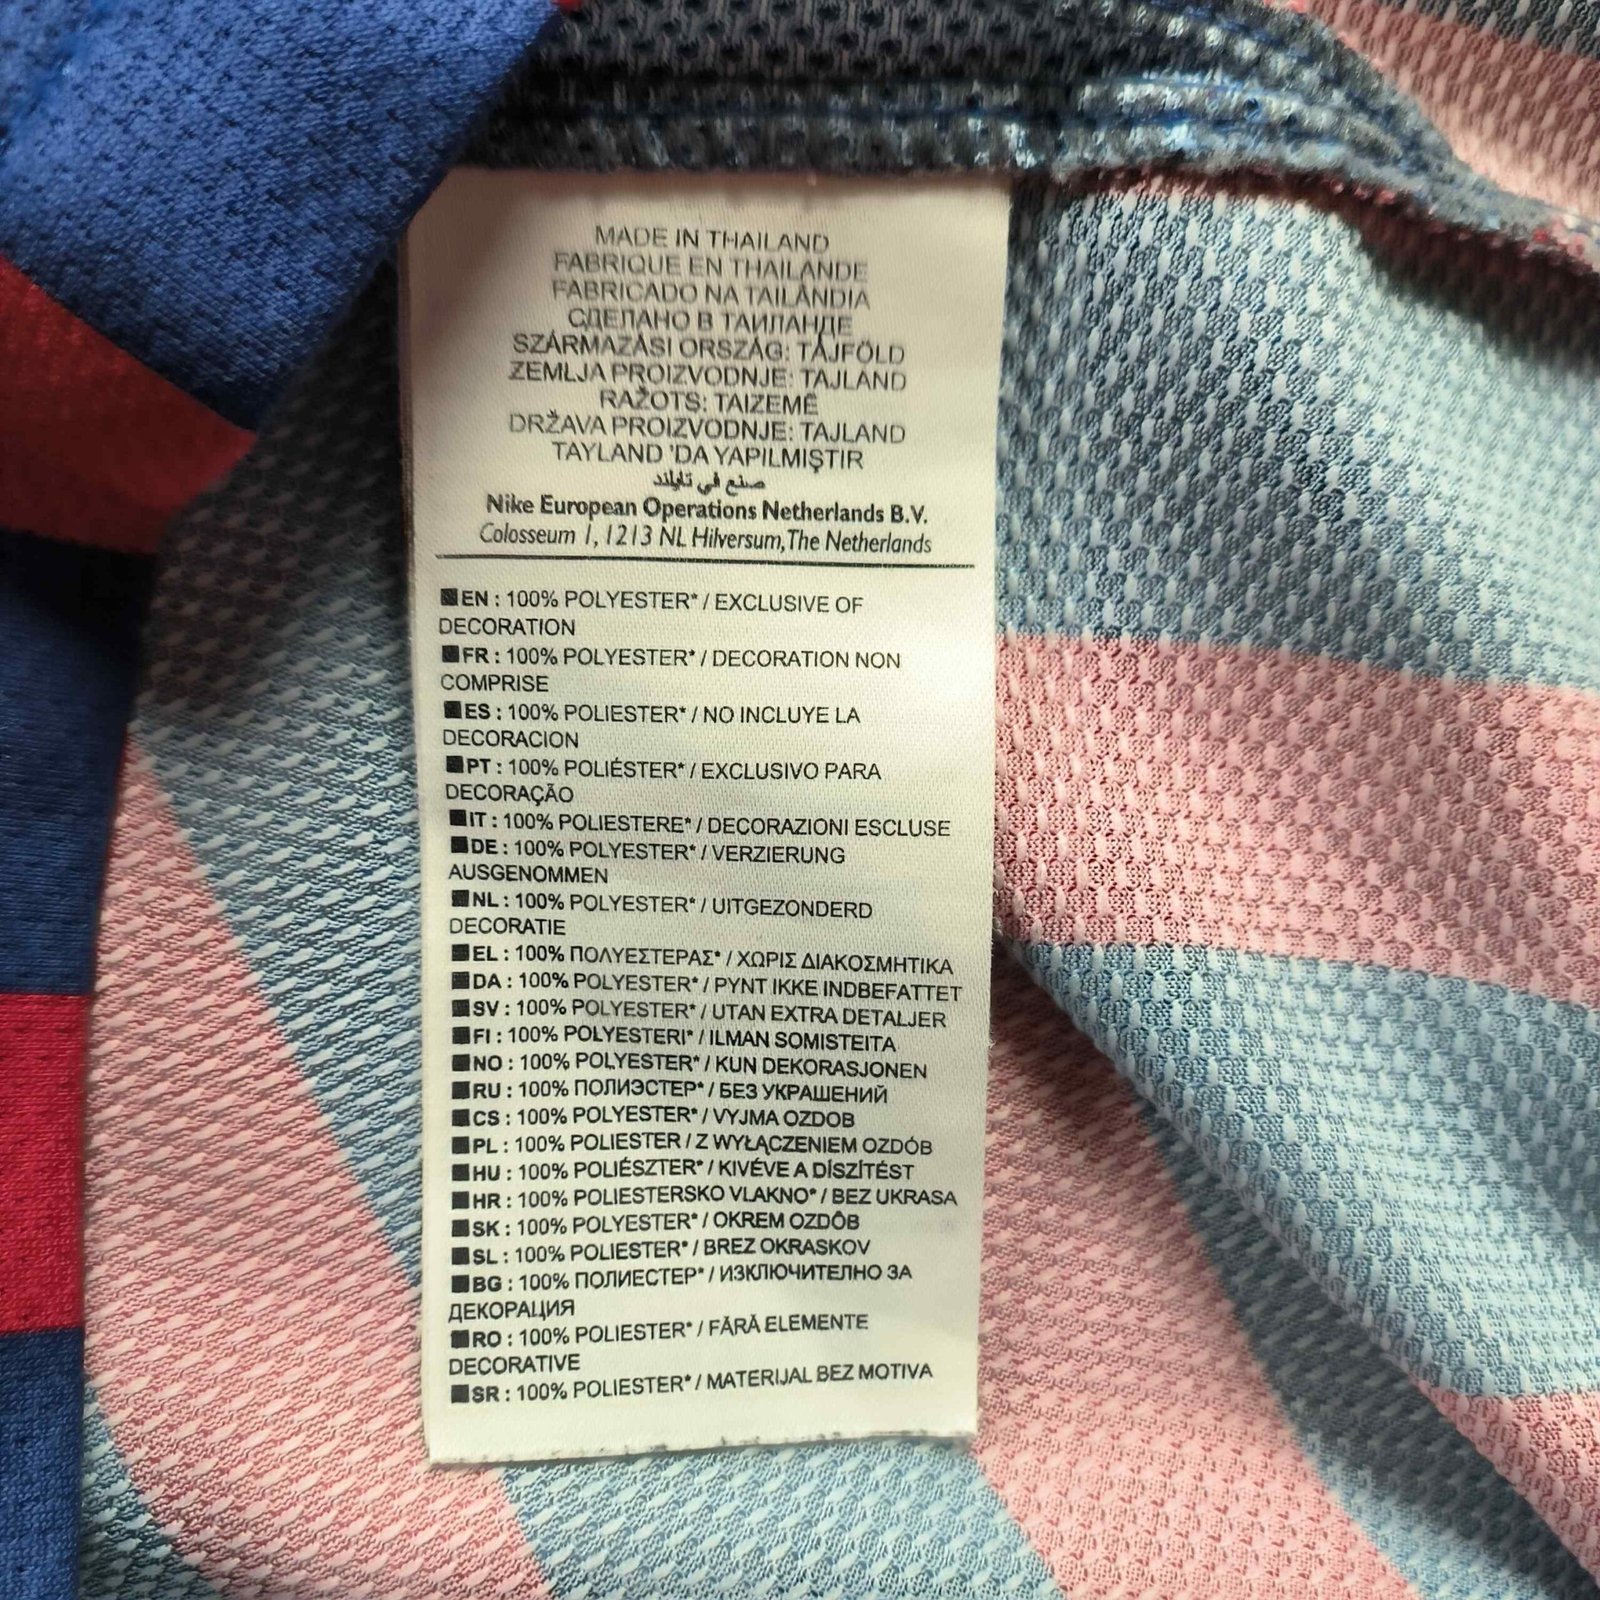 MADE IN THAILAND
FABRIQUE EN THAILANDE
FABRICADO NA TAILÂNDIA
СДЕЛАНО В ТАИЛАНДЕ
SZÁRMAZÁSI ORSZÁG: TÁJFÖLD
ZEMLJA PROIZVODNJE: TAJLAND
RAŽOTS: TAIZEMĒ
DRŽAVA PROIZVODNJE: TAJLAND
TAYLAND 'DA YAPILMIŞTIR
صنع في تايلند
Nike European Operations Netherlands B.V.
Colosseum 1, 1213 NL Hilversum, The Netherlands
EN : 100% POLYESTER* / EXCLUSIVE OF
DECORATION
FR : 100% POLYESTER* / DECORATION NON
COMPRISE
ES : 100% POLIESTER* / NO INCLUYE LA
DECORACION
PT : 100% POLIÉSTER* / EXCLUSIVO PARA
DECORAÇÃO
IT : 100% POLIESTERE* / DECORAZIONI ESCLUSE
DE : 100% POLYESTER* / VERZIERUNG
AUSGENOMMEN
NL : 100% POLYESTER* / UITGEZONDERD
DECORATIE
EL : 100% ΠΟΛΥΕΣΤΕΡΑΣ* / ΧΩΡΙΣ ΔΙΑΚΟΣΜΗΤΙΚΑ
DA : 100% POLYESTER* / PYNT IKKE INDBEFATTET
SV : 100% POLYESTER* / UTAN EXTRA DETALJER
FI : 100% POLYESTERI* / ILMAN SOMISTEITA
NO : 100% POLYESTER* / KUN DEKORASJONEN
RU : 100% ПОЛИЭСТЕР* / БЕЗ УКРАШЕНИЙ
CS : 100% POLYESTER* / VYJMA OZDOB
PL : 100% POLIESTER / Z WYŁĄCZENIEM OZDÓB
HU : 100% POLIÉSZTER* / KIVÉVE A DÍSZÍTÉST
HR : 100% POLIESTERSKO VLAKNO* / BEZ UKRASA
SK : 100% POLYESTER* / OKREM OZDÔB
SL : 100% POLIESTER* / BREZ OKRASKOV
BG : 100% ПОЛИЕСТЕР* / ИЗКЛЮЧИТЕЛНО ЗА
ДЕКОРАЦИЯ
RO : 100% POLIESTER* / FĂRĂ ELEMENTE
DECORATIVE
SR : 100% POLIESTER* / MATERIJAL BEZ MOTIVA